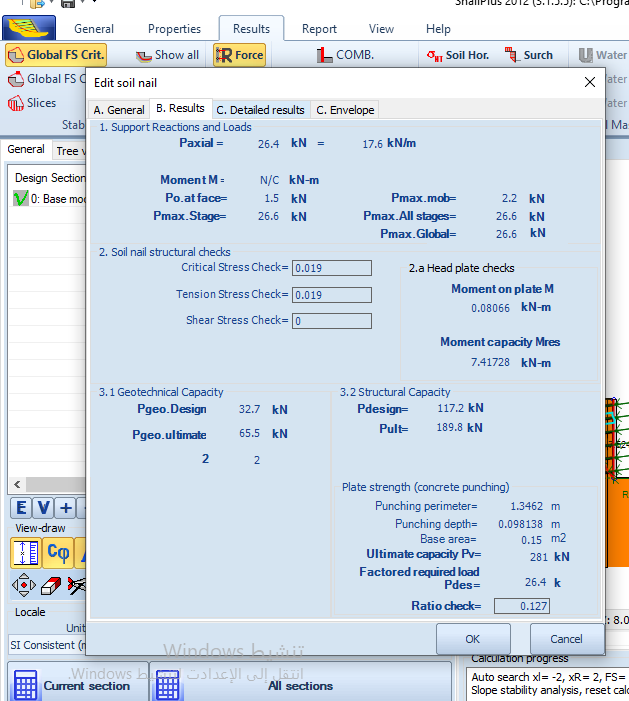 SnailPlus 2012 (3.1.5.5): C:\Progra
General Properties Results Report View Help
Global FS Crit. Show all Force COMB. Soil Hor. Surch Water
Global FS C
Slices
Stab
Edit soil nail
A. General B. Results C. Detailed results C. Envelope
General Tree v
Design Section
0: Base mod
1. Support Reactions and Loads
Paxial = 26.4 kN = 17.6 kN/m
Moment M = N/C kN-m
Po.at face= 1.5 kN Pmax.mob= 2.2 kN
Pmax.Stage= 26.6 kN Pmax.All stages= 26.6 kN
Pmax.Global= 26.6 kN
2. Soil nail structural checks
Critical Stress Check= 0.019
Tension Stress Check= 0.019
Shear Stress Check= 0
2.a Head plate checks
Moment on plate M
0.08066 kN-m
Moment capacity Mres
7.41728 kN-m
3.1 Geotechnical Capacity
Pgeo.Design 32.7 kN
Pgeo.ultimate 65.5 kN
2 2
3.2 Structural Capacity
Pdesign= 117.2 kN
Pult= 189.8 kN
Plate strength (concrete punching)
Punching perimeter= 1.3462 m
Punching depth= 0.098138 m
Base area= 0.15 m2
Ultimate capacity Pv= 281 kN
Factored required load
Pdes= 26.4 k
Ratio check= 0.127
OK Cancel
E V +
View-draw
Cφ
Locale
Unit
SI Consistent (m
: 8.0
تنشيط Windows
انتقل إلى الإعدادت لتنشيط Windows.
Current section All sections
Calculation progress
Auto search xl= -2, xR= 2, FS=
Slope stability analysis, reset calc